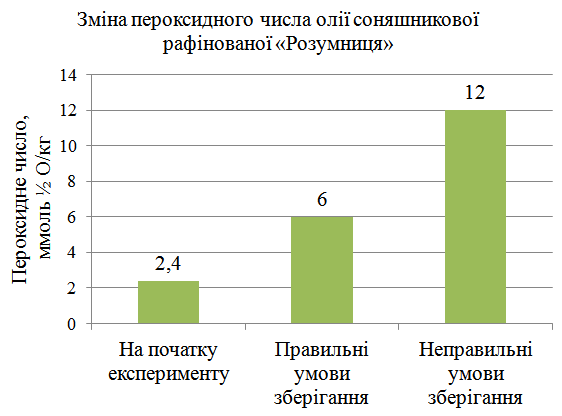 Зміна пероксидного числа олії соняшникової
рафінованої «Розумниця»
Пероксидне число,
ммоль ½ О/кг
14
12
10
8
6
4
2
0
2,4
6
12
На початку
експерименту
Правильні
умови
зберігання
Неправильні
умови
зберігання